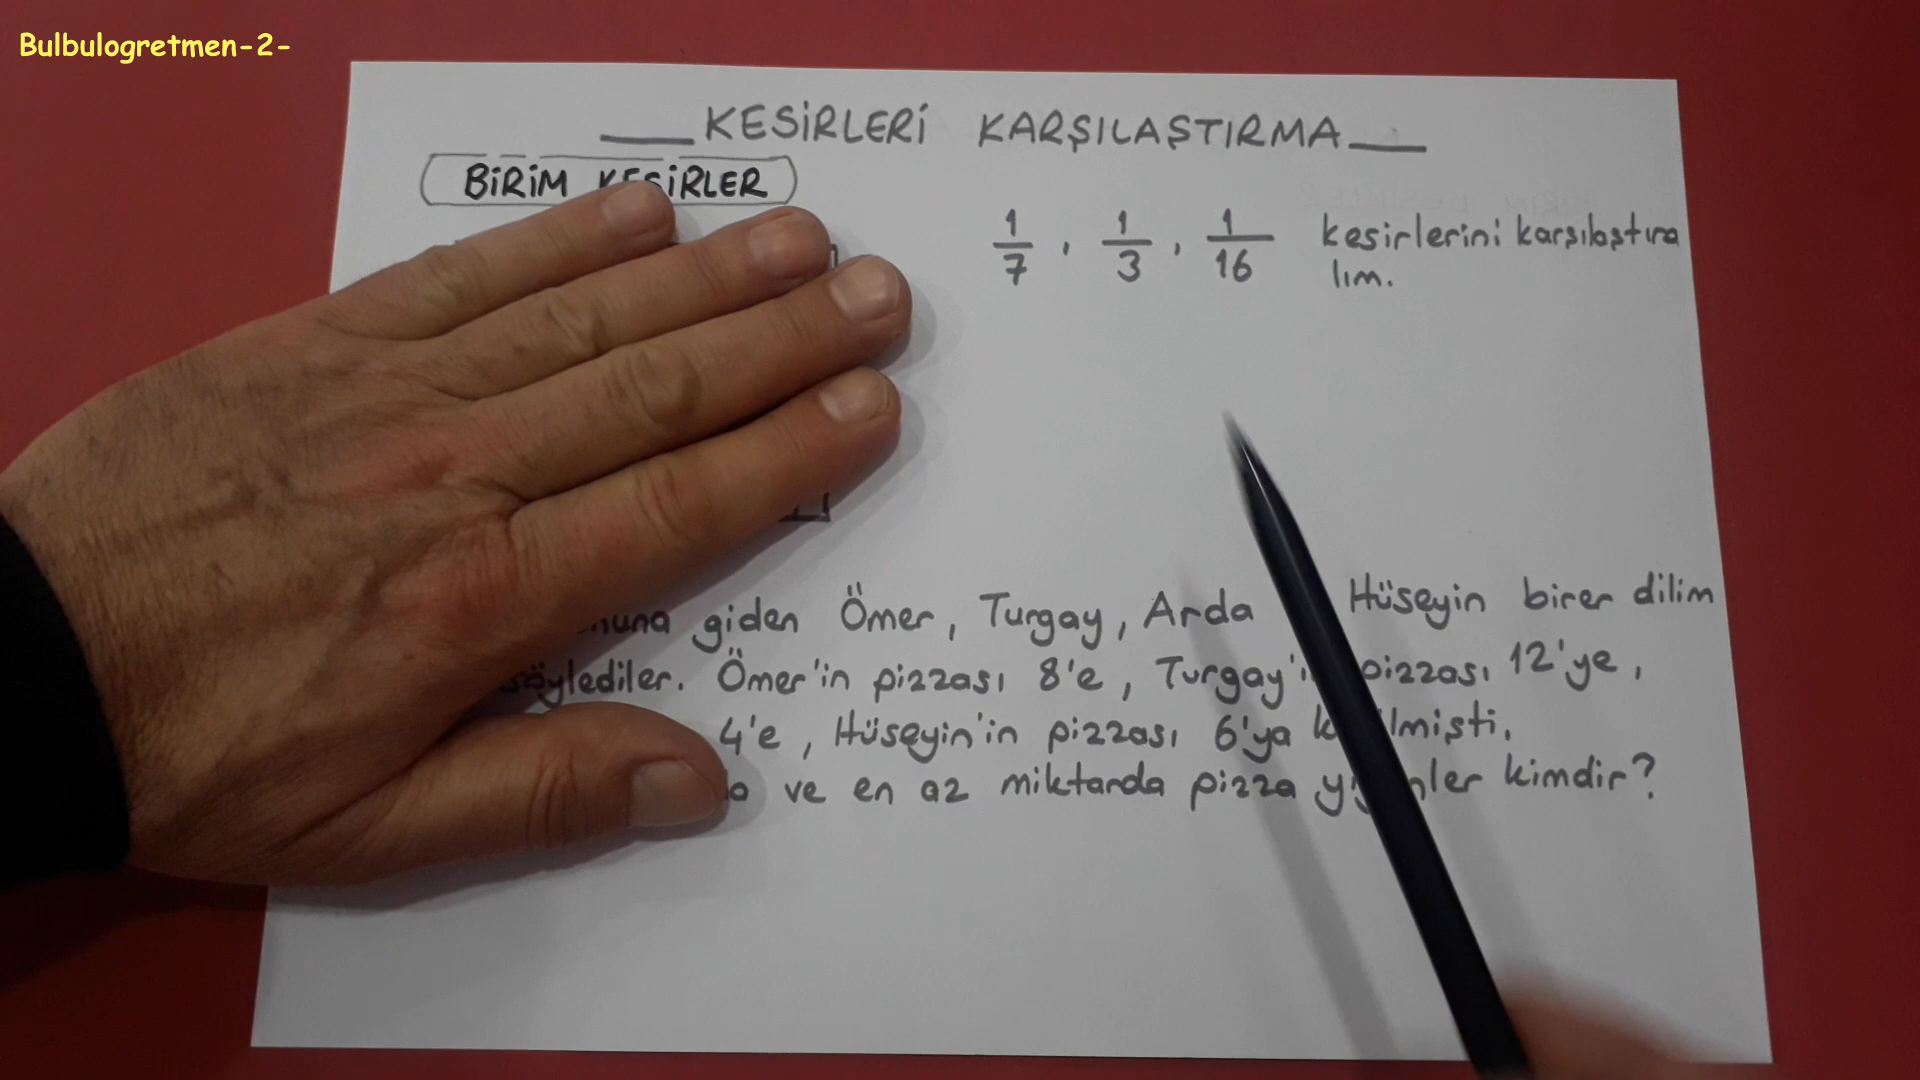 Bulbulogretmen-2-
KESİRLERİ KARŞILAŞTIRMA
BİRİM KESİRLER
1/7, 1/3, 1/16 kesirlerini karşılaştıra
lım.
giden Ömer, Turgay, Arda Hüseyin birer dilim
söylediler. Ömer'in pizzası 8'e, Turgay'ın pizzası 12'ye,
4'e, Hüseyin'in pizzası 6'ya
ve en az miktarda pizza kimdir?